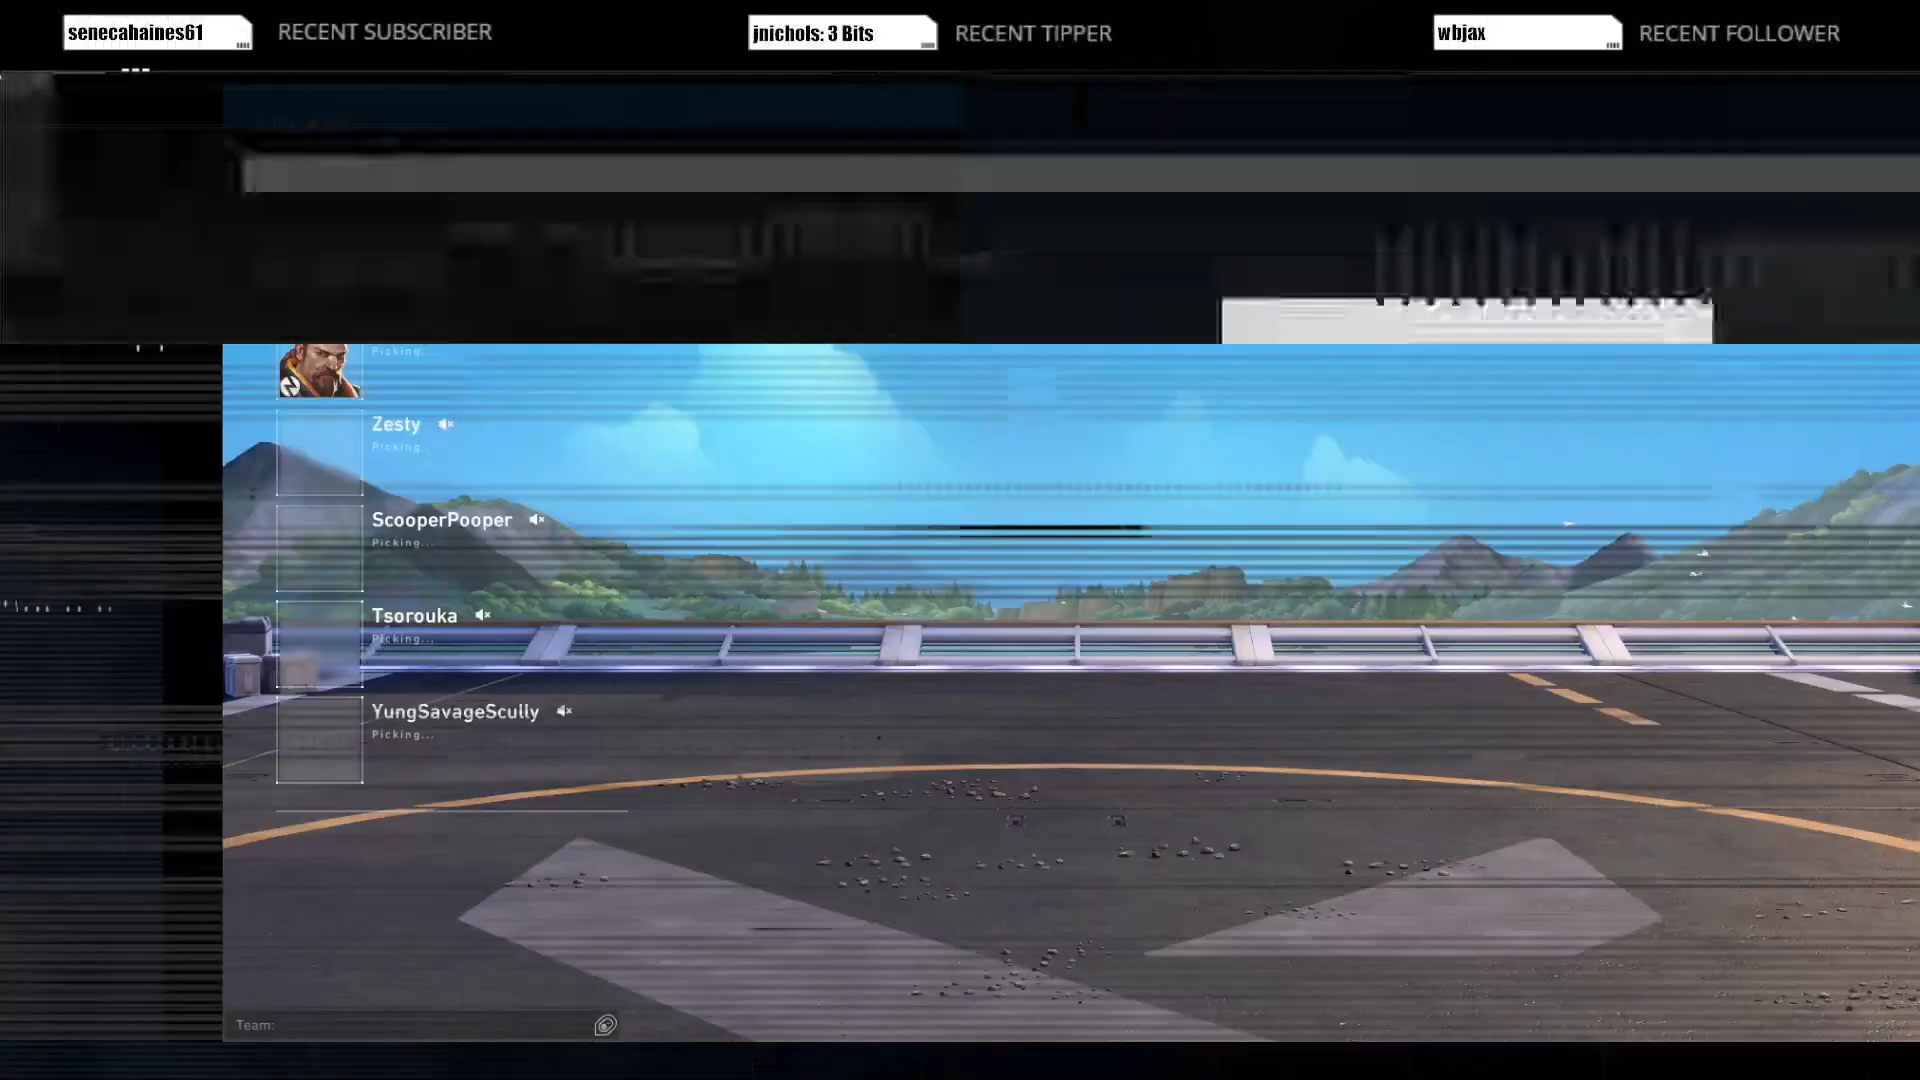 senecahaines61 RECENT SUBSCRIBER
jnichols: 3 Bits RECENT TIPPER
wbjax RECENT FOLLOWER
Picking...
Zesty
Picking...
ScooperPooper
Picking...
Tsorouka
Picking...
YungSavageScully
Picking...
Team: